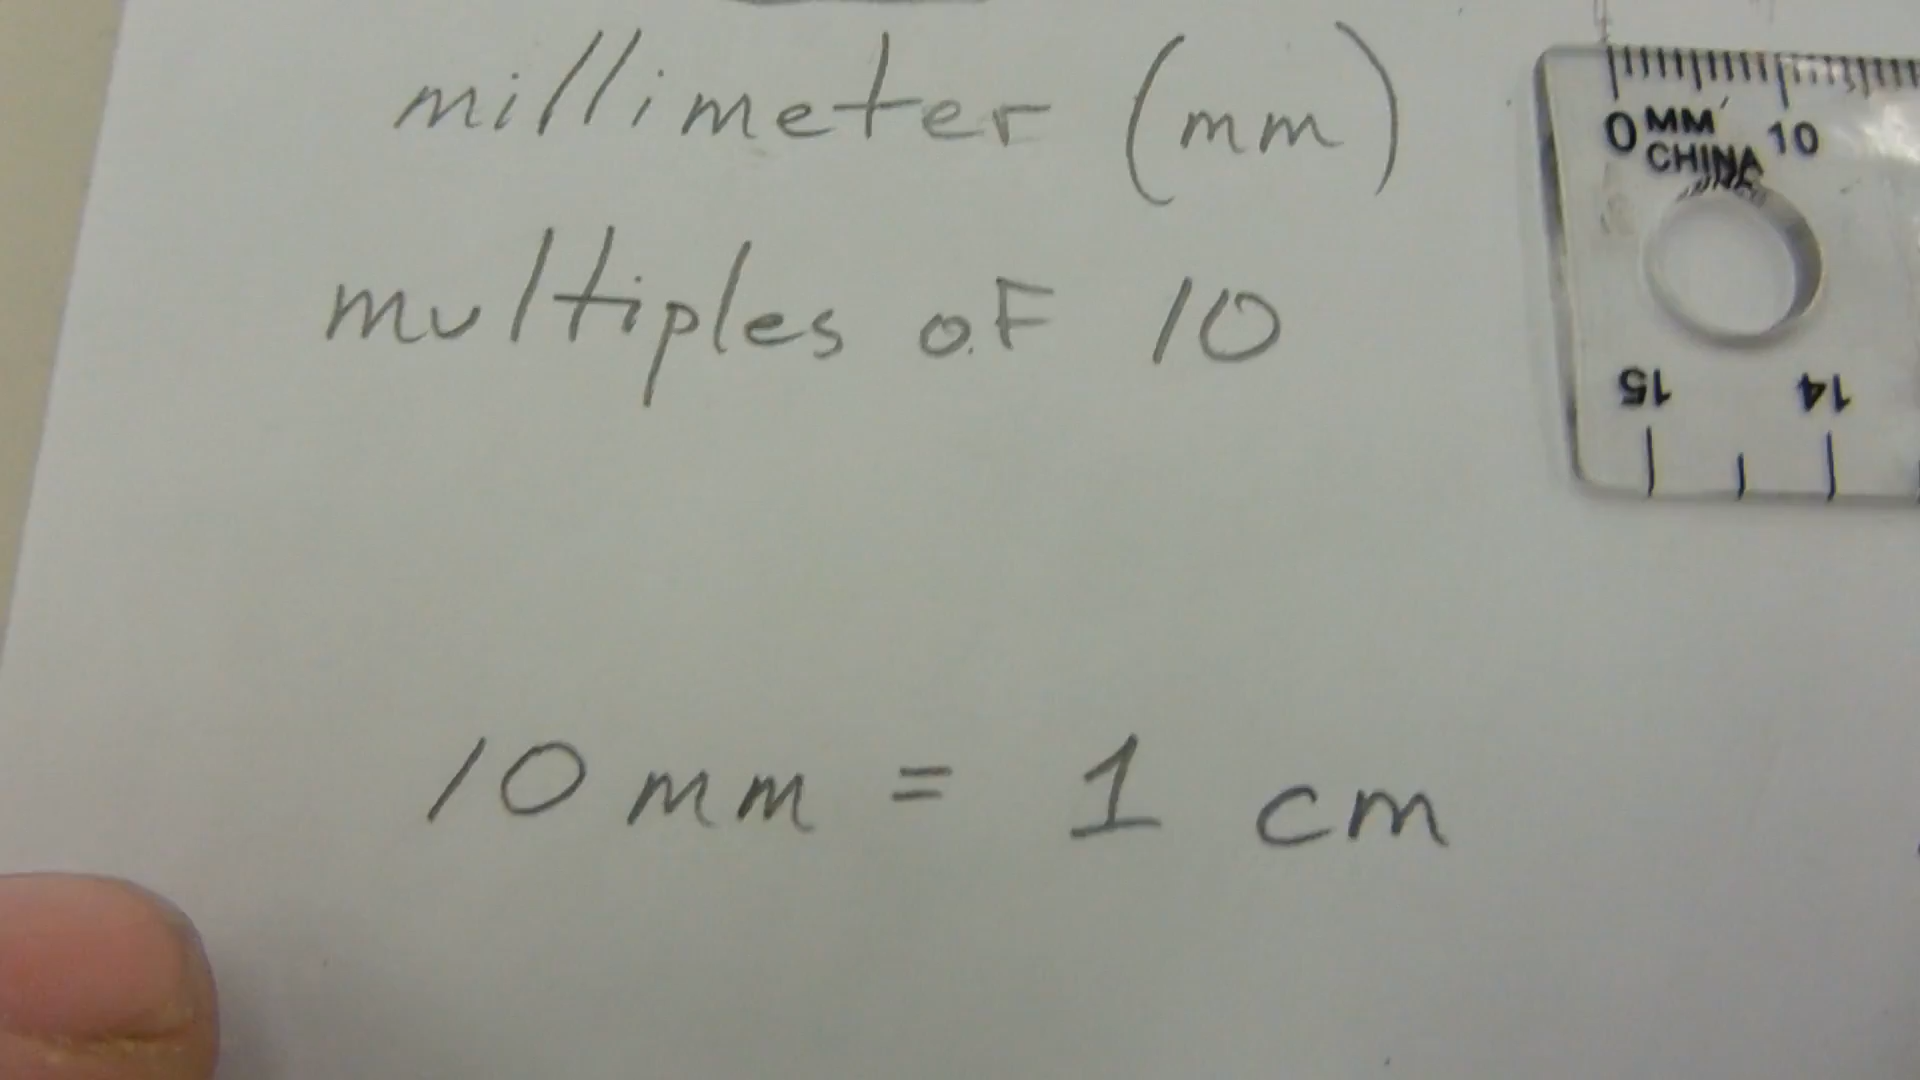 millimeter (mm)
multiples of 10
10 mm = 1 cm
0 MM 10
CHINA
15 14